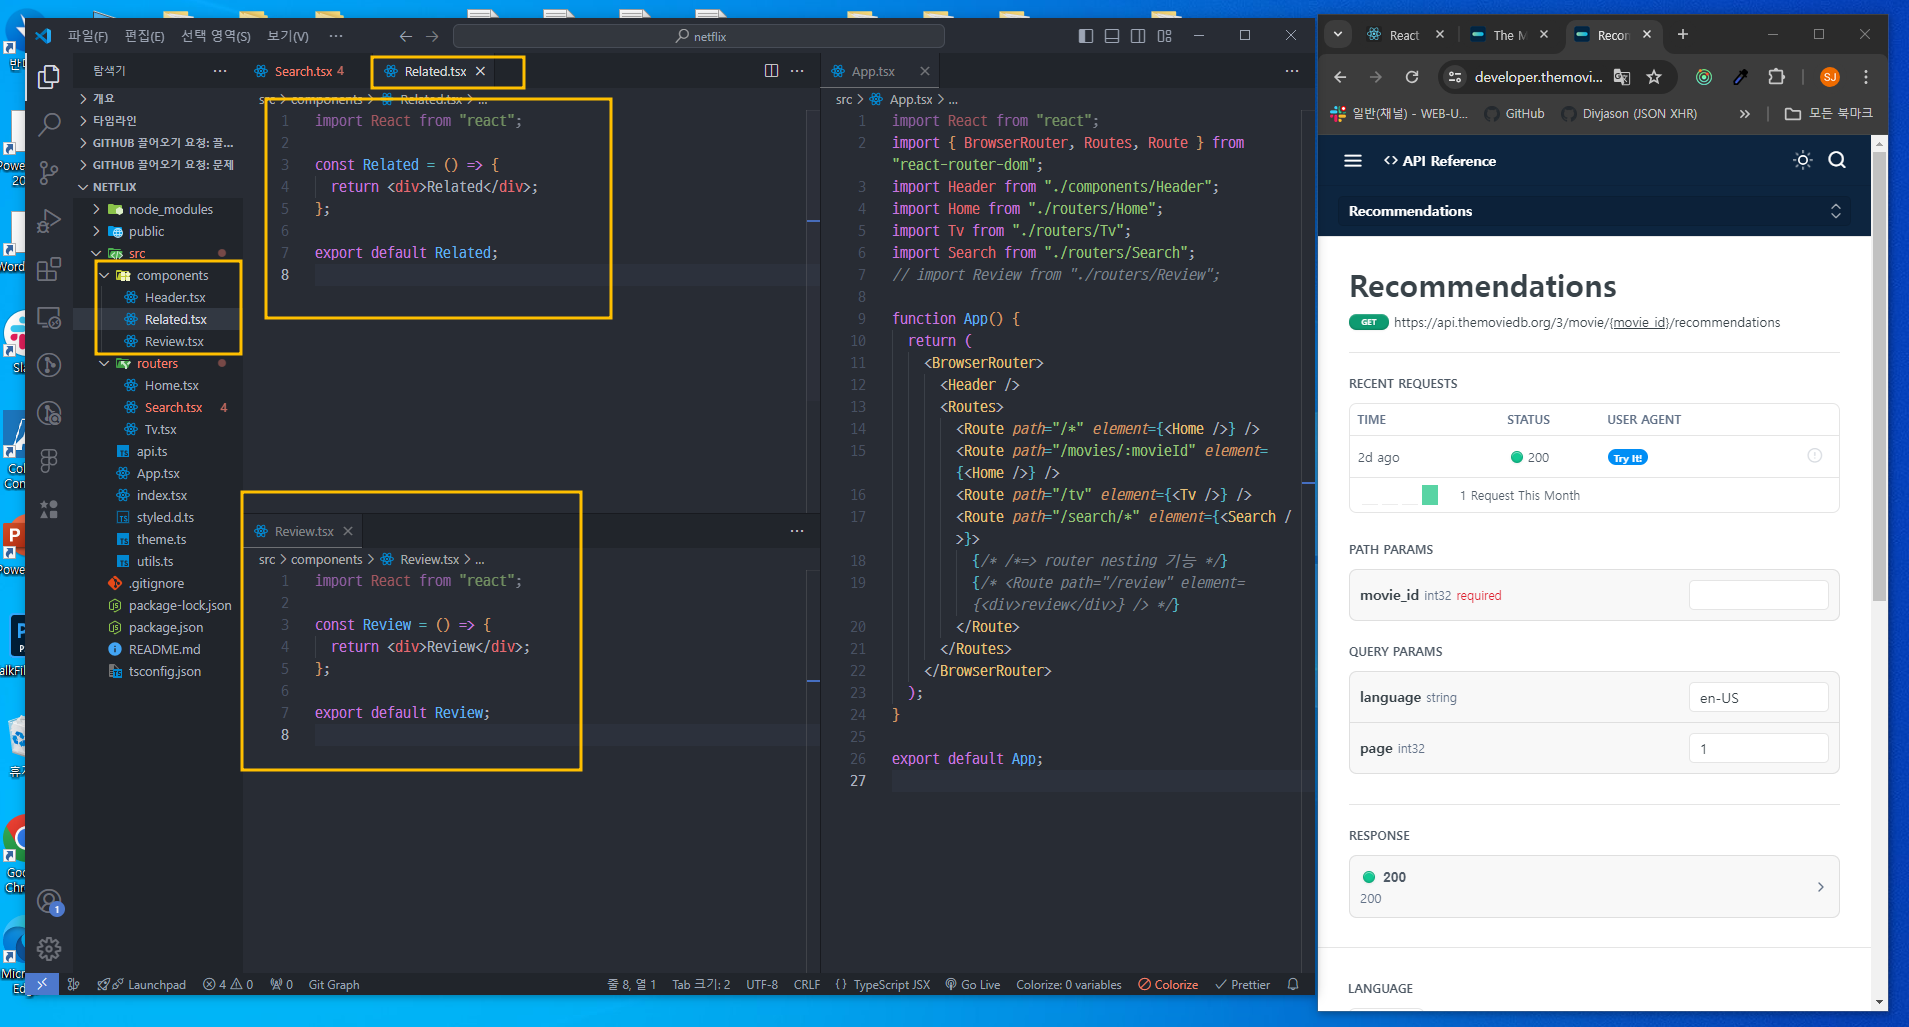 파일(F) 편집(E) 선택 영역(S) 보기(V) ··· netflix
탐색기 ···
개요
타임라인
GITHUB 끌어오기 요청: 끌...
GITHUB 끌어오기 요청: 문제
NETFLIX
node_modules
public
src
components
Header.tsx
Related.tsx
Review.tsx
routers
Home.tsx
Search.tsx 4
Tv.tsx
api.ts
App.tsx
index.tsx
styled.d.ts
theme.ts
utils.ts
.gitignore
package-lock.json
package.json
README.md
tsconfig.json
Search.tsx 4 Related.tsx
src > components > Related.tsx > ...
1 import React from "react";
2
3 const Related = () => {
4 return <div>Related</div>;
5 };
6
7 export default Related;
8
Review.tsx
src > components > Review.tsx > ...
1 import React from "react";
2
3 const Review = () => {
4 return <div>Review</div>;
5 };
6
7 export default Review;
8
App.tsx
src > App.tsx > ...
1 import React from "react";
2 import { BrowserRouter, Routes, Route } from
"react-router-dom";
3 import Header from "./components/Header";
4 import Home from "./routers/Home";
5 import Tv from "./routers/Tv";
6 import Search from "./routers/Search";
7 // import Review from "./routers/Review";
8
9 function App() {
10 return (
11 <BrowserRouter>
12 <Header />
13 <Routes>
14 <Route path="/*" element={<Home />} />
15 <Route path="/movies/:movieId" element=
{<Home />} />
16 <Route path="/tv" element={<Tv />} />
17 <Route path="/search/*" element={<Search /
>}>
18 {/* /*=> router nesting 기능 */}
19 {/* <Route path="/review" element=
{<div>review</div>} /> */}
20 </Route>
21 </Routes>
22 </BrowserRouter>
23 );
24 }
25
26 export default App;
27
1
Launchpad 4 0 0 Git Graph 줄 8, 열 1 Tab 크기: 2 UTF-8 CRLF {} TypeScript JSX Go Live Colorize: 0 variables Colorize Prettier
React The M Recon
developer.themovi... SJ
일반(채널) - WEB-U... GitHub Divjason (JSON XHR) » 모든 북마크
<> API Reference
Recommendations
Recommendations
GET https://api.themoviedb.org/3/movie/{movie_id}/recommendations
RECENT REQUESTS
TIME STATUS USER AGENT
2d ago 200 Try It!
1 Request This Month
PATH PARAMS
movie_id int32 required
QUERY PARAMS
language string en-US
page int32 1
RESPONSE
200
200
LANGUAGE